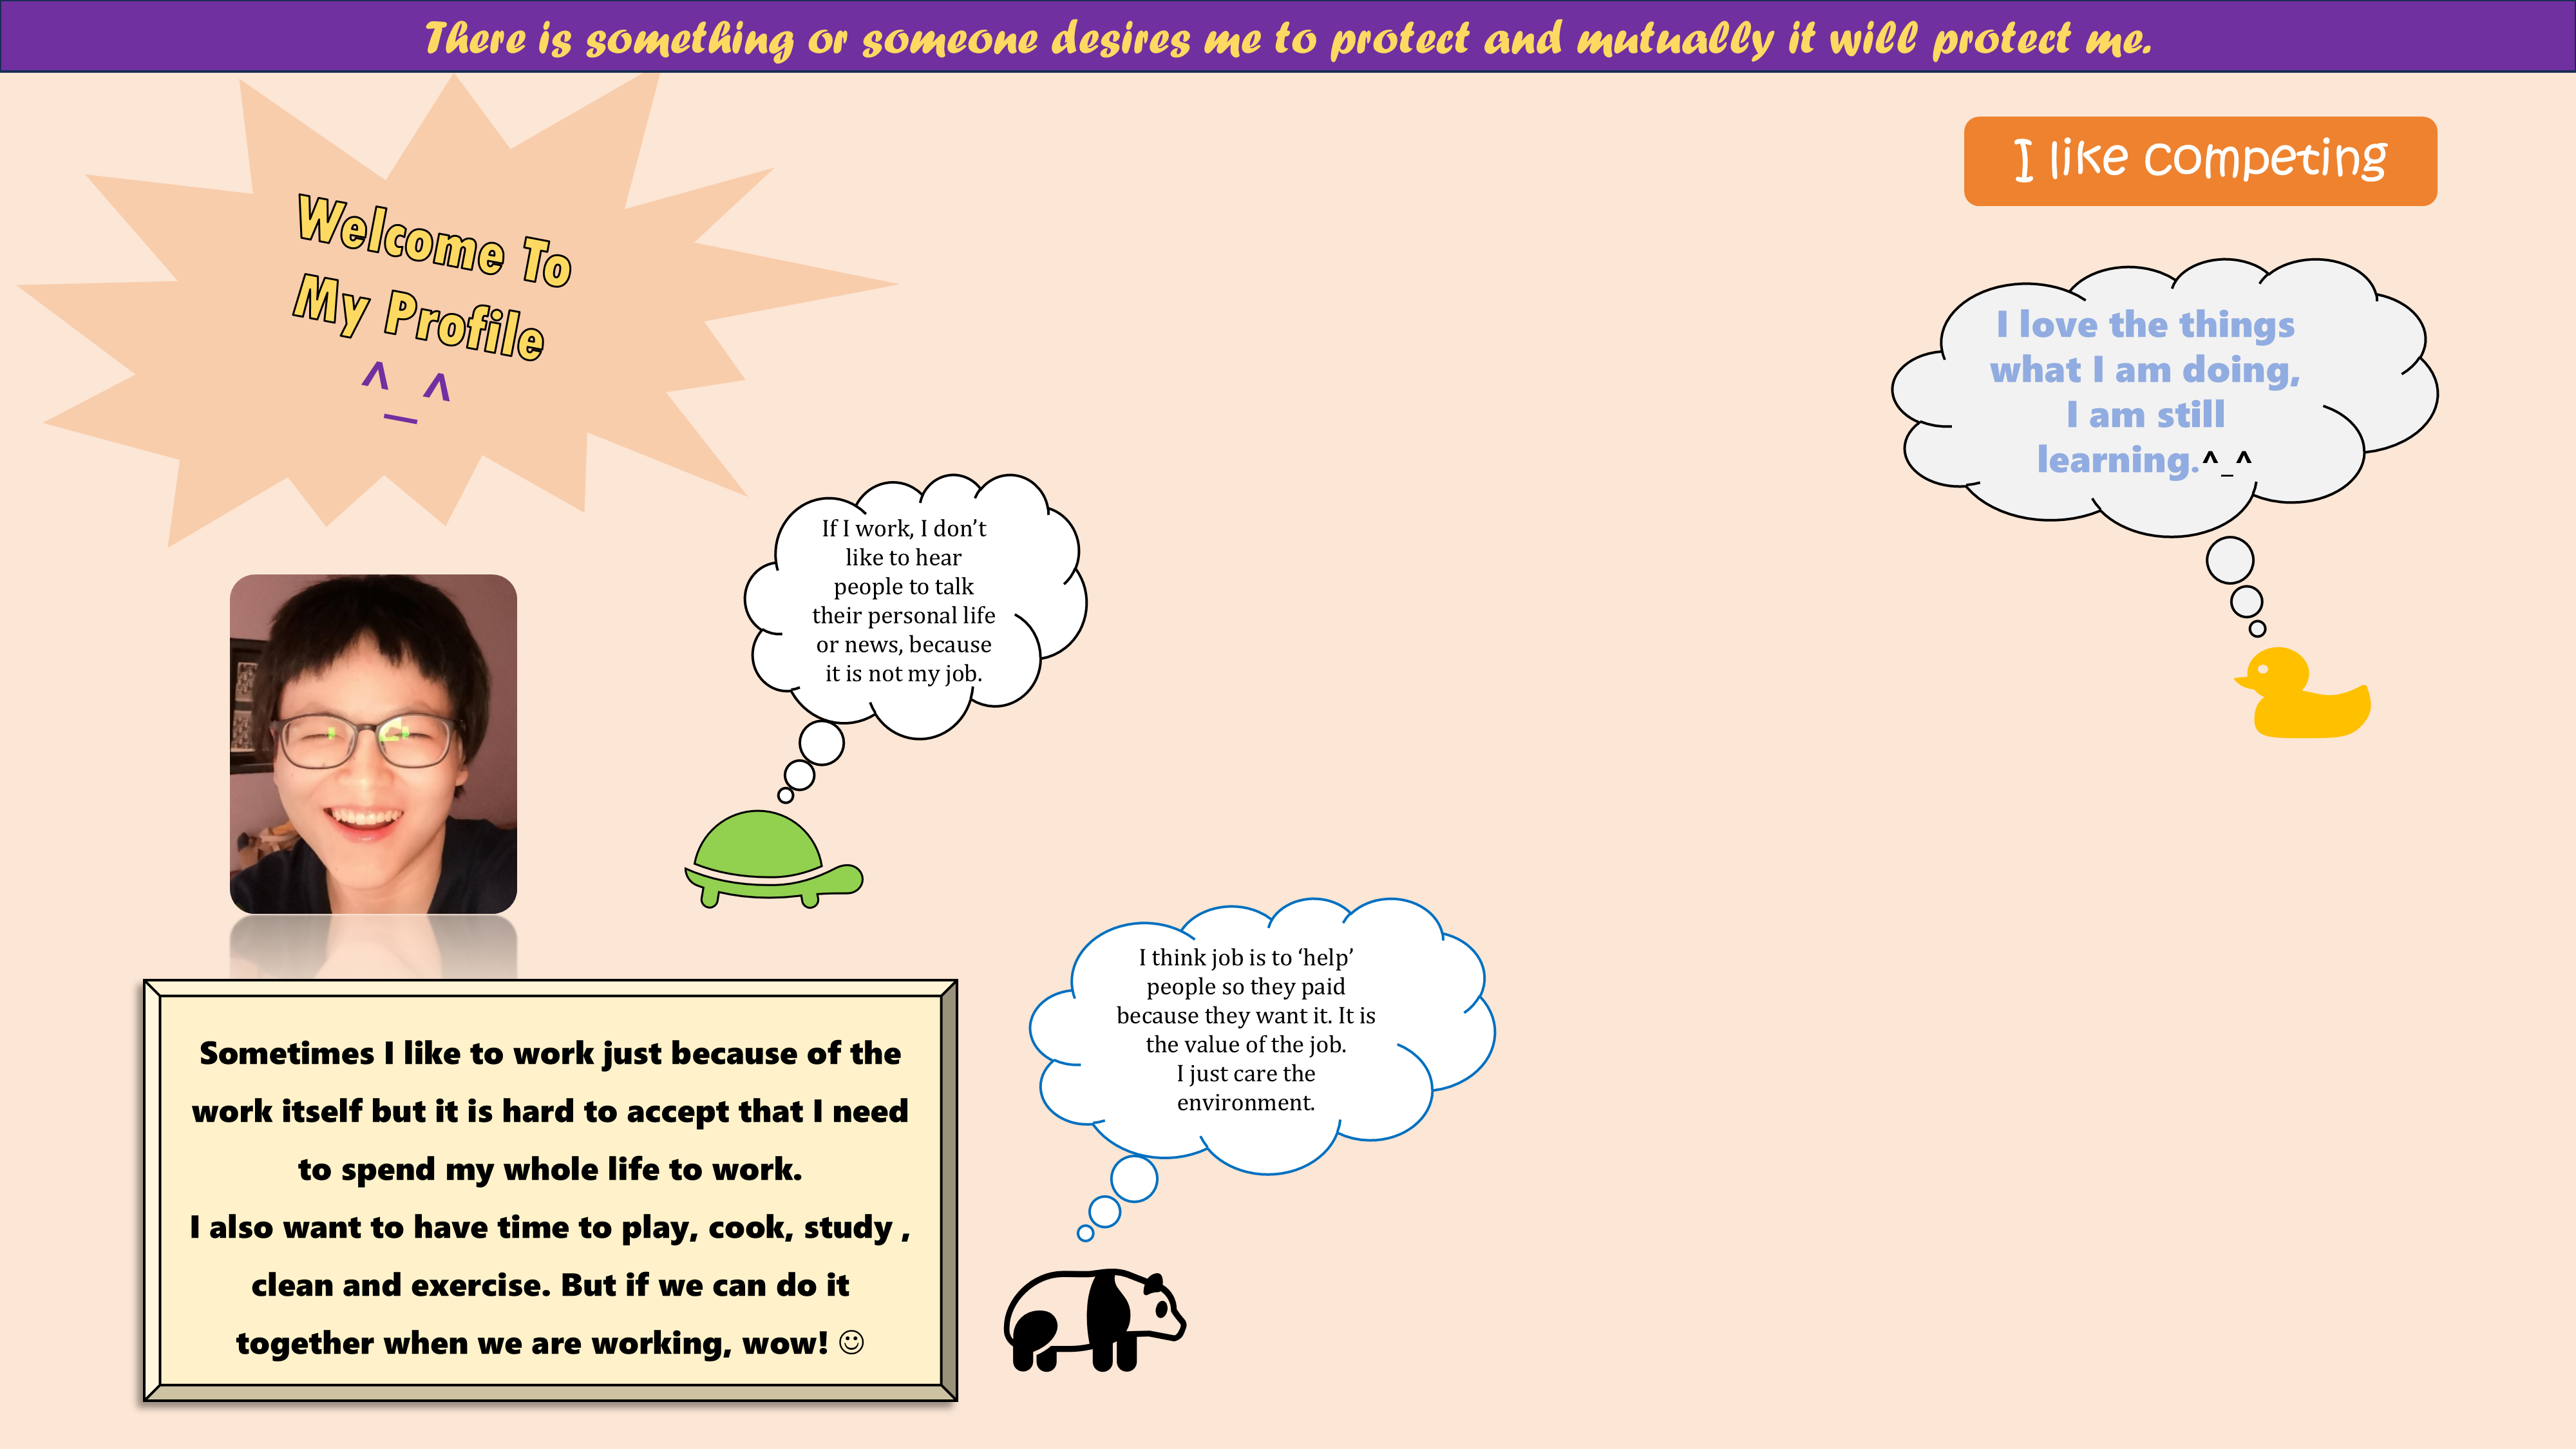 There is something or someone desires me to protect and mutually it will protect me.
Welcome To
My Profile
^_^
I like competing
I love the things
what I am doing,
I am still
learning.^_^
If I work, I don’t
like to hear
people to talk
their personal life
or news, because
it is not my job.
I think job is to ‘help’
people so they paid
because they want it. It is
the value of the job.
I just care the
environment.
Sometimes I like to work just because of the
work itself but it is hard to accept that I need
to spend my whole life to work.
I also want to have time to play, cook, study ,
clean and exercise. But if we can do it
together when we are working, wow! ☺